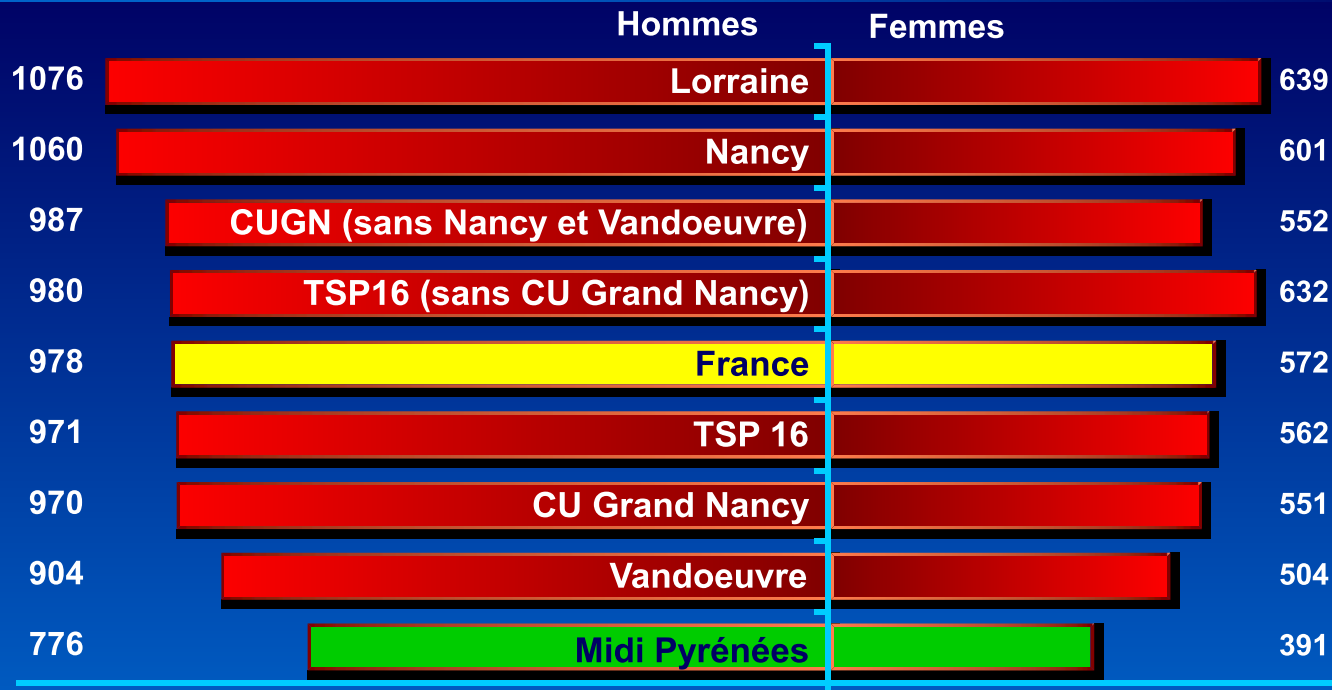 Hommes Femmes
1076 Lorraine 639
1060 Nancy 601
987 CUGN (sans Nancy et Vandoeuvre) 552
980 TSP16 (sans CU Grand Nancy) 632
978 France 572
971 TSP 16 562
970 CU Grand Nancy 551
904 Vandoeuvre 504
776 Midi Pyrénées 391